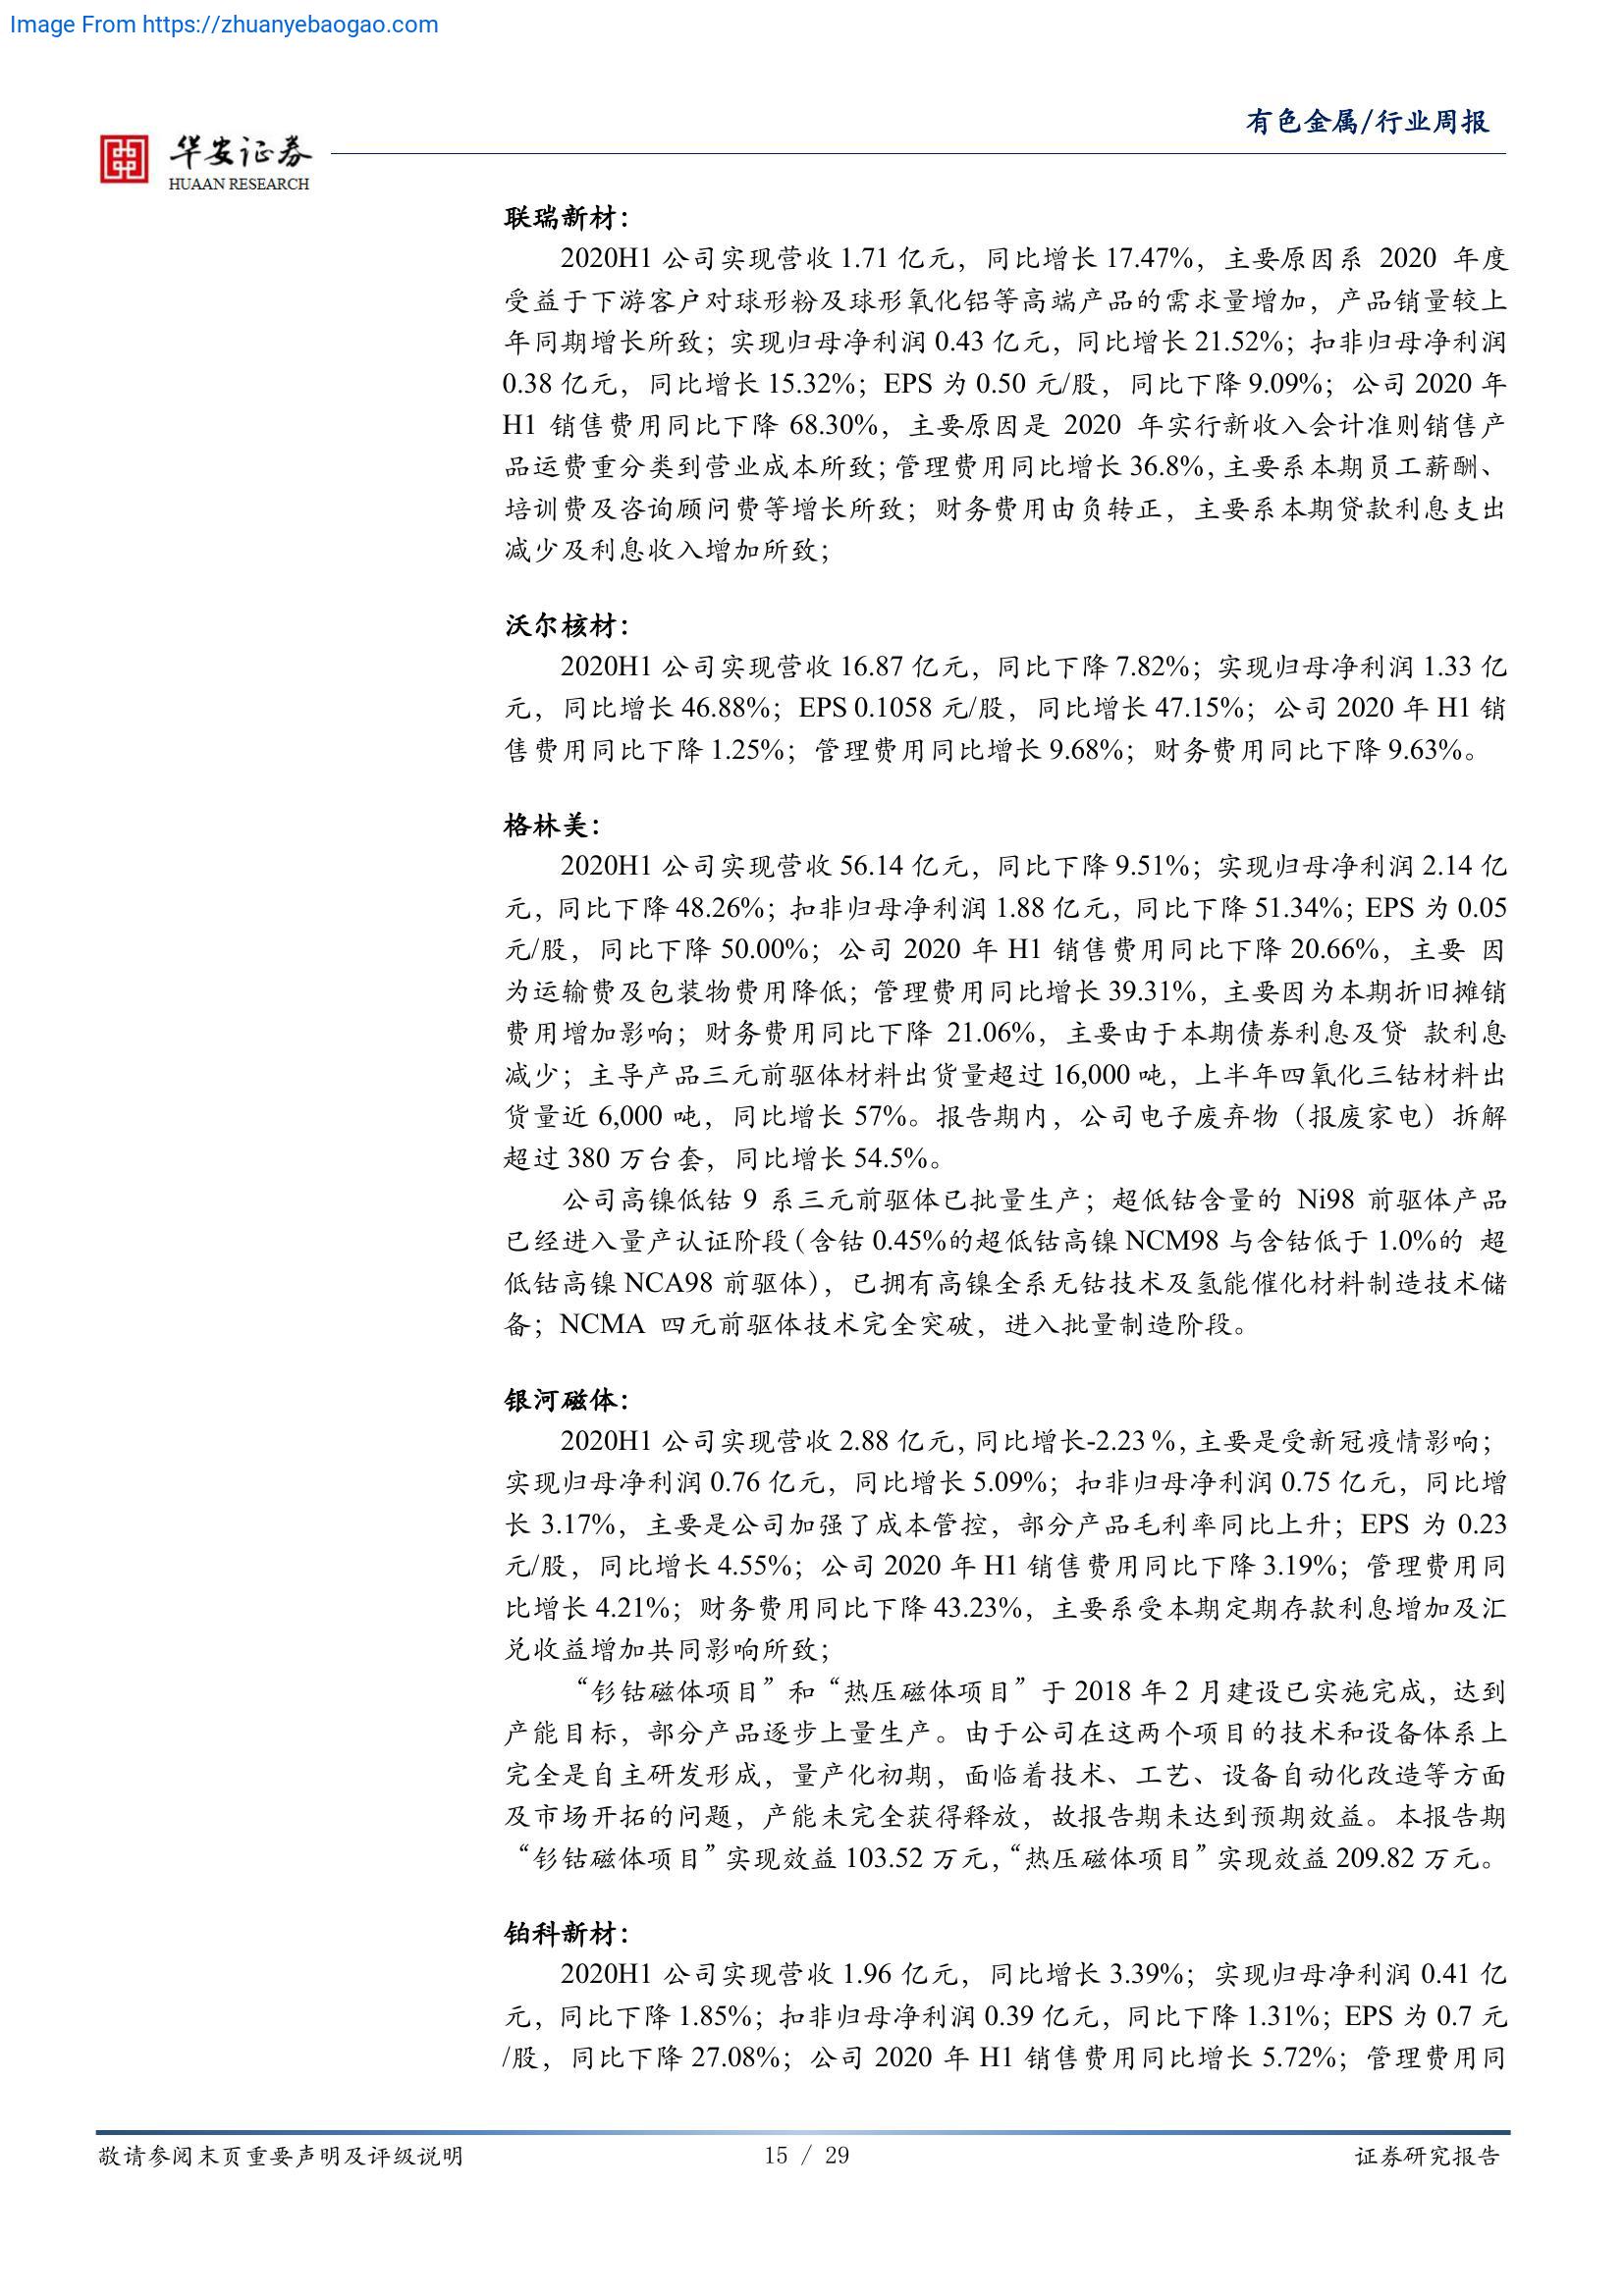 Image From https://zhuanyebaogao.com
有色金属/行业周报
华安证券
HUAAN RESEARCH
联瑞新材：
2020H1 公司实现营收 1.71 亿元，同比增长 17.47%，主要原因系 2020 年度
受益于下游客户对球形粉及球形氧化铝等高端产品的需求量增加，产品销量较上
年同期增长所致；实现归母净利润 0.43 亿元，同比增长 21.52%；扣非归母净利润
0.38 亿元，同比增长 15.32%；EPS 为 0.50 元/股，同比下降 9.09%；公司 2020 年
H1 销售费用同比下降 68.30%，主要原因是 2020 年实行新收入会计准则销售产
品运费重分类到营业成本所致；管理费用同比增长 36.8%，主要系本期员工薪酬、
培训费及咨询顾问费等增长所致；财务费用由负转正，主要系本期贷款利息支出
减少及利息收入增加所致；
沃尔核材：
2020H1 公司实现营收 16.87 亿元，同比下降 7.82%；实现归母净利润 1.33 亿
元，同比增长 46.88%；EPS 0.1058 元/股，同比增长 47.15%；公司 2020 年 H1 销
售费用同比下降 1.25%；管理费用同比增长 9.68%；财务费用同比下降 9.63%。
格林美：
2020H1 公司实现营收 56.14 亿元，同比下降 9.51%；实现归母净利润 2.14 亿
元，同比下降 48.26%；扣非归母净利润 1.88 亿元，同比下降 51.34%；EPS 为 0.05
元/股，同比下降 50.00%；公司 2020 年 H1 销售费用同比下降 20.66%，主要 因
为运输费及包装物费用降低；管理费用同比增长 39.31%，主要因为本期折旧摊销
费用增加影响；财务费用同比下降 21.06%，主要由于本期债券利息及贷 款利息
减少；主导产品三元前驱体材料出货量超过 16,000 吨，上半年四氧化三钴材料出
货量近 6,000 吨，同比增长 57%。报告期内，公司电子废弃物（报废家电）拆解
超过 380 万台套，同比增长 54.5%。
公司高镍低钴 9 系三元前驱体已批量生产；超低钴含量的 Ni98 前驱体产品
已经进入量产认证阶段（含钴 0.45%的超低钴高镍 NCM98 与含钴低于 1.0%的 超
低钴高镍 NCA98 前驱体），已拥有高镍全系无钴技术及氢能催化材料制造技术储
备；NCMA 四元前驱体技术完全突破，进入批量制造阶段。
银河磁体：
2020H1 公司实现营收 2.88 亿元，同比增长-2.23％，主要是受新冠疫情影响；
实现归母净利润 0.76 亿元，同比增长 5.09%；扣非归母净利润 0.75 亿元，同比增
长 3.17%，主要是公司加强了成本管控，部分产品毛利率同比上升；EPS 为 0.23
元/股，同比增长 4.55%；公司 2020 年 H1 销售费用同比下降 3.19%；管理费用同
比增长 4.21%；财务费用同比下降 43.23%，主要系受本期定期存款利息增加及汇
兑收益增加共同影响所致；
“钐钴磁体项目”和“热压磁体项目”于 2018 年 2 月建设已实施完成，达到
产能目标，部分产品逐步上量生产。由于公司在这两个项目的技术和设备体系上
完全是自主研发形成，量产化初期，面临着技术、工艺、设备自动化改造等方面
及市场开拓的问题，产能未完全获得释放，故报告期未达到预期效益。本报告期
“钐钴磁体项目”实现效益 103.52 万元，“热压磁体项目”实现效益 209.82 万元。
铂科新材：
2020H1 公司实现营收 1.96 亿元，同比增长 3.39%；实现归母净利润 0.41 亿
元，同比下降 1.85%；扣非归母净利润 0.39 亿元，同比下降 1.31%；EPS 为 0.7 元
/股，同比下降 27.08%；公司 2020 年 H1 销售费用同比增长 5.72%；管理费用同
敬请参阅末页重要声明及评级说明
15 / 29
证券研究报告